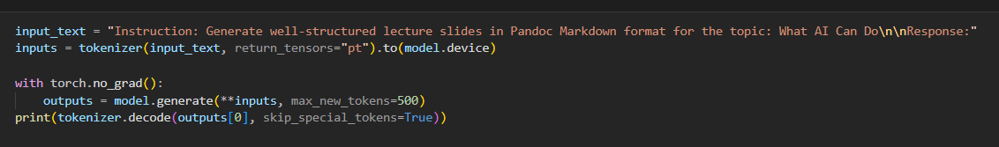 input_text = "Instruction: Generate well-structured lecture slides in Pandoc Markdown format for the topic: What AI Can Do\n\nResponse:"
inputs = tokenizer(input_text, return_tensors="pt").to(model.device)

with torch.no_grad():
    outputs = model.generate(**inputs, max_new_tokens=500)
print(tokenizer.decode(outputs[0], skip_special_tokens=True))